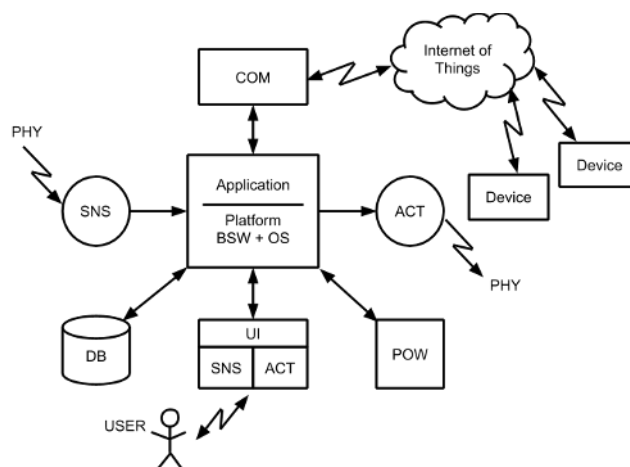 Internet of
Things
COM
PHY
Device
Application
SNS
Platform
BSW + OS
ACT
Device
PHY
UI
DB
SNS
ACT
POW
USER